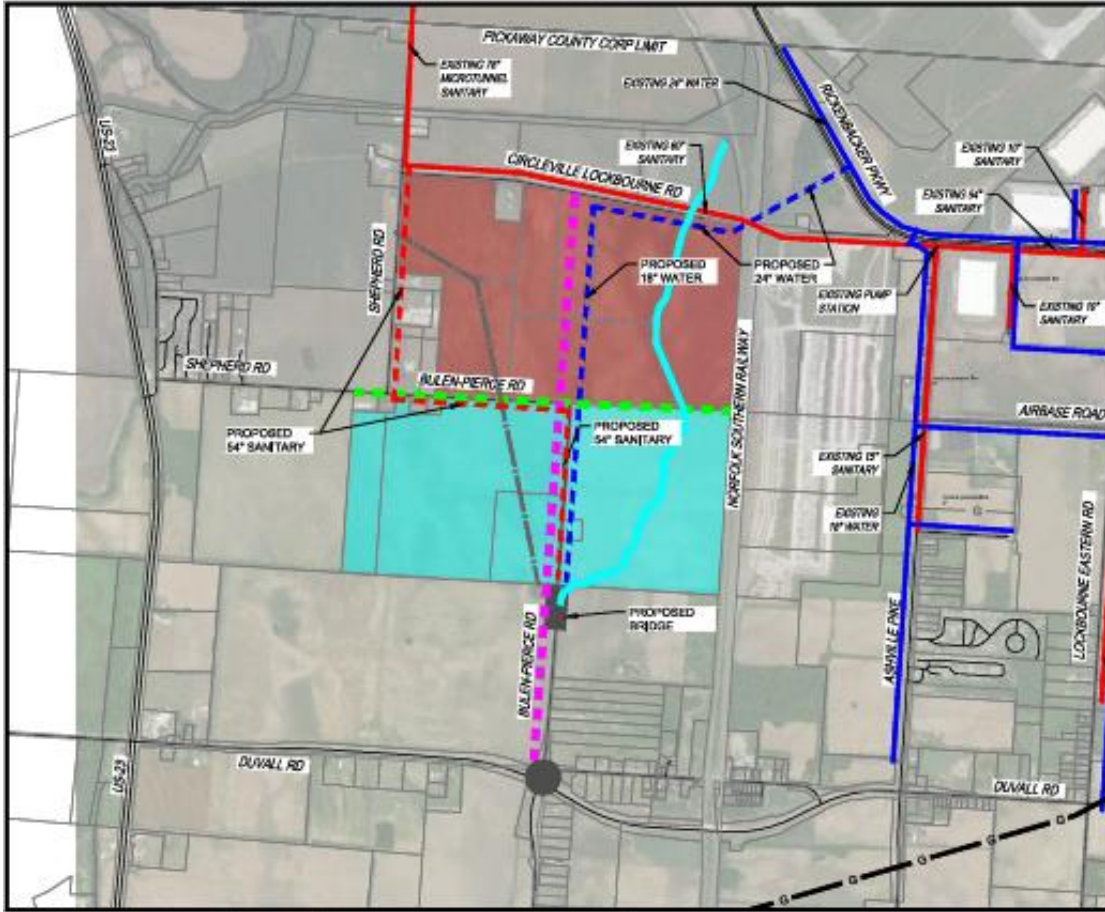 PICKAWAY COUNTY CORP LIMIT
EXISTING 78"
MICROTUNNEL
SANITARY
EXISTING 24" WATER
RICKENBACKER PKWY
US-23
CIRCLEVILLE LOCKBOURNE RD
EXISTING 60"
SANITARY
EXISTING 10"
SANITARY
EXISTING 54"
SANITARY
SHEPHERD RD
PROPOSED
16" WATER
PROPOSED
24" WATER
EXISTING PUMP
STATION
SANITARY
SHEPHERD RD
BULEN-PIERCE RD
NORFOLK SOUTHERN RAILWAY
AIRBASE ROAD
PROPOSED
54" SANITARY
PROPOSED
54" SANITARY
EXISTING 15"
SANITARY
EXISTING
16" WATER
G
BULEN-PIERCE RD
PROPOSED
BRIDGE
ASHVILLE PIKE
LOCKBOURNE EASTERN RD
US-23
DUVALL RD
DUVALL RD
G
G
G
G